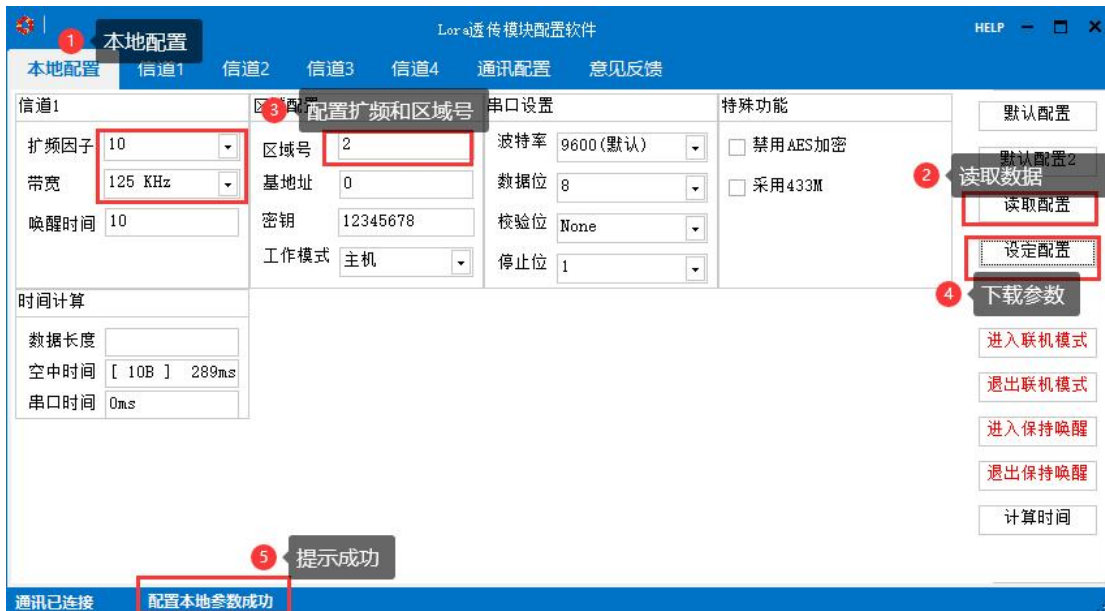 Lora透传模块配置软件
HELP
1 本地配置
本地配置 信道1 信道2 信道3 信道4 通讯配置 意见反馈
信道1
扩频因子 10
带宽 125 KHz
唤醒时间 10
3 配置扩频和区域号
区域号 2
基地址 0
密钥 12345678
工作模式 主机
串口设置
波特率 9600(默认)
数据位 8
校验位 None
停止位 1
特殊功能
禁用AES加密
采用433M
默认配置
默认配置2
2 读取数据
读取配置
设定配置
4 下载参数
进入联机模式
退出联机模式
进入保持唤醒
退出保持唤醒
计算时间
时间计算
数据长度
空中时间 [ 10B ] 289ms
串口时间 0ms
5 提示成功
通讯已连接 配置本地参数成功